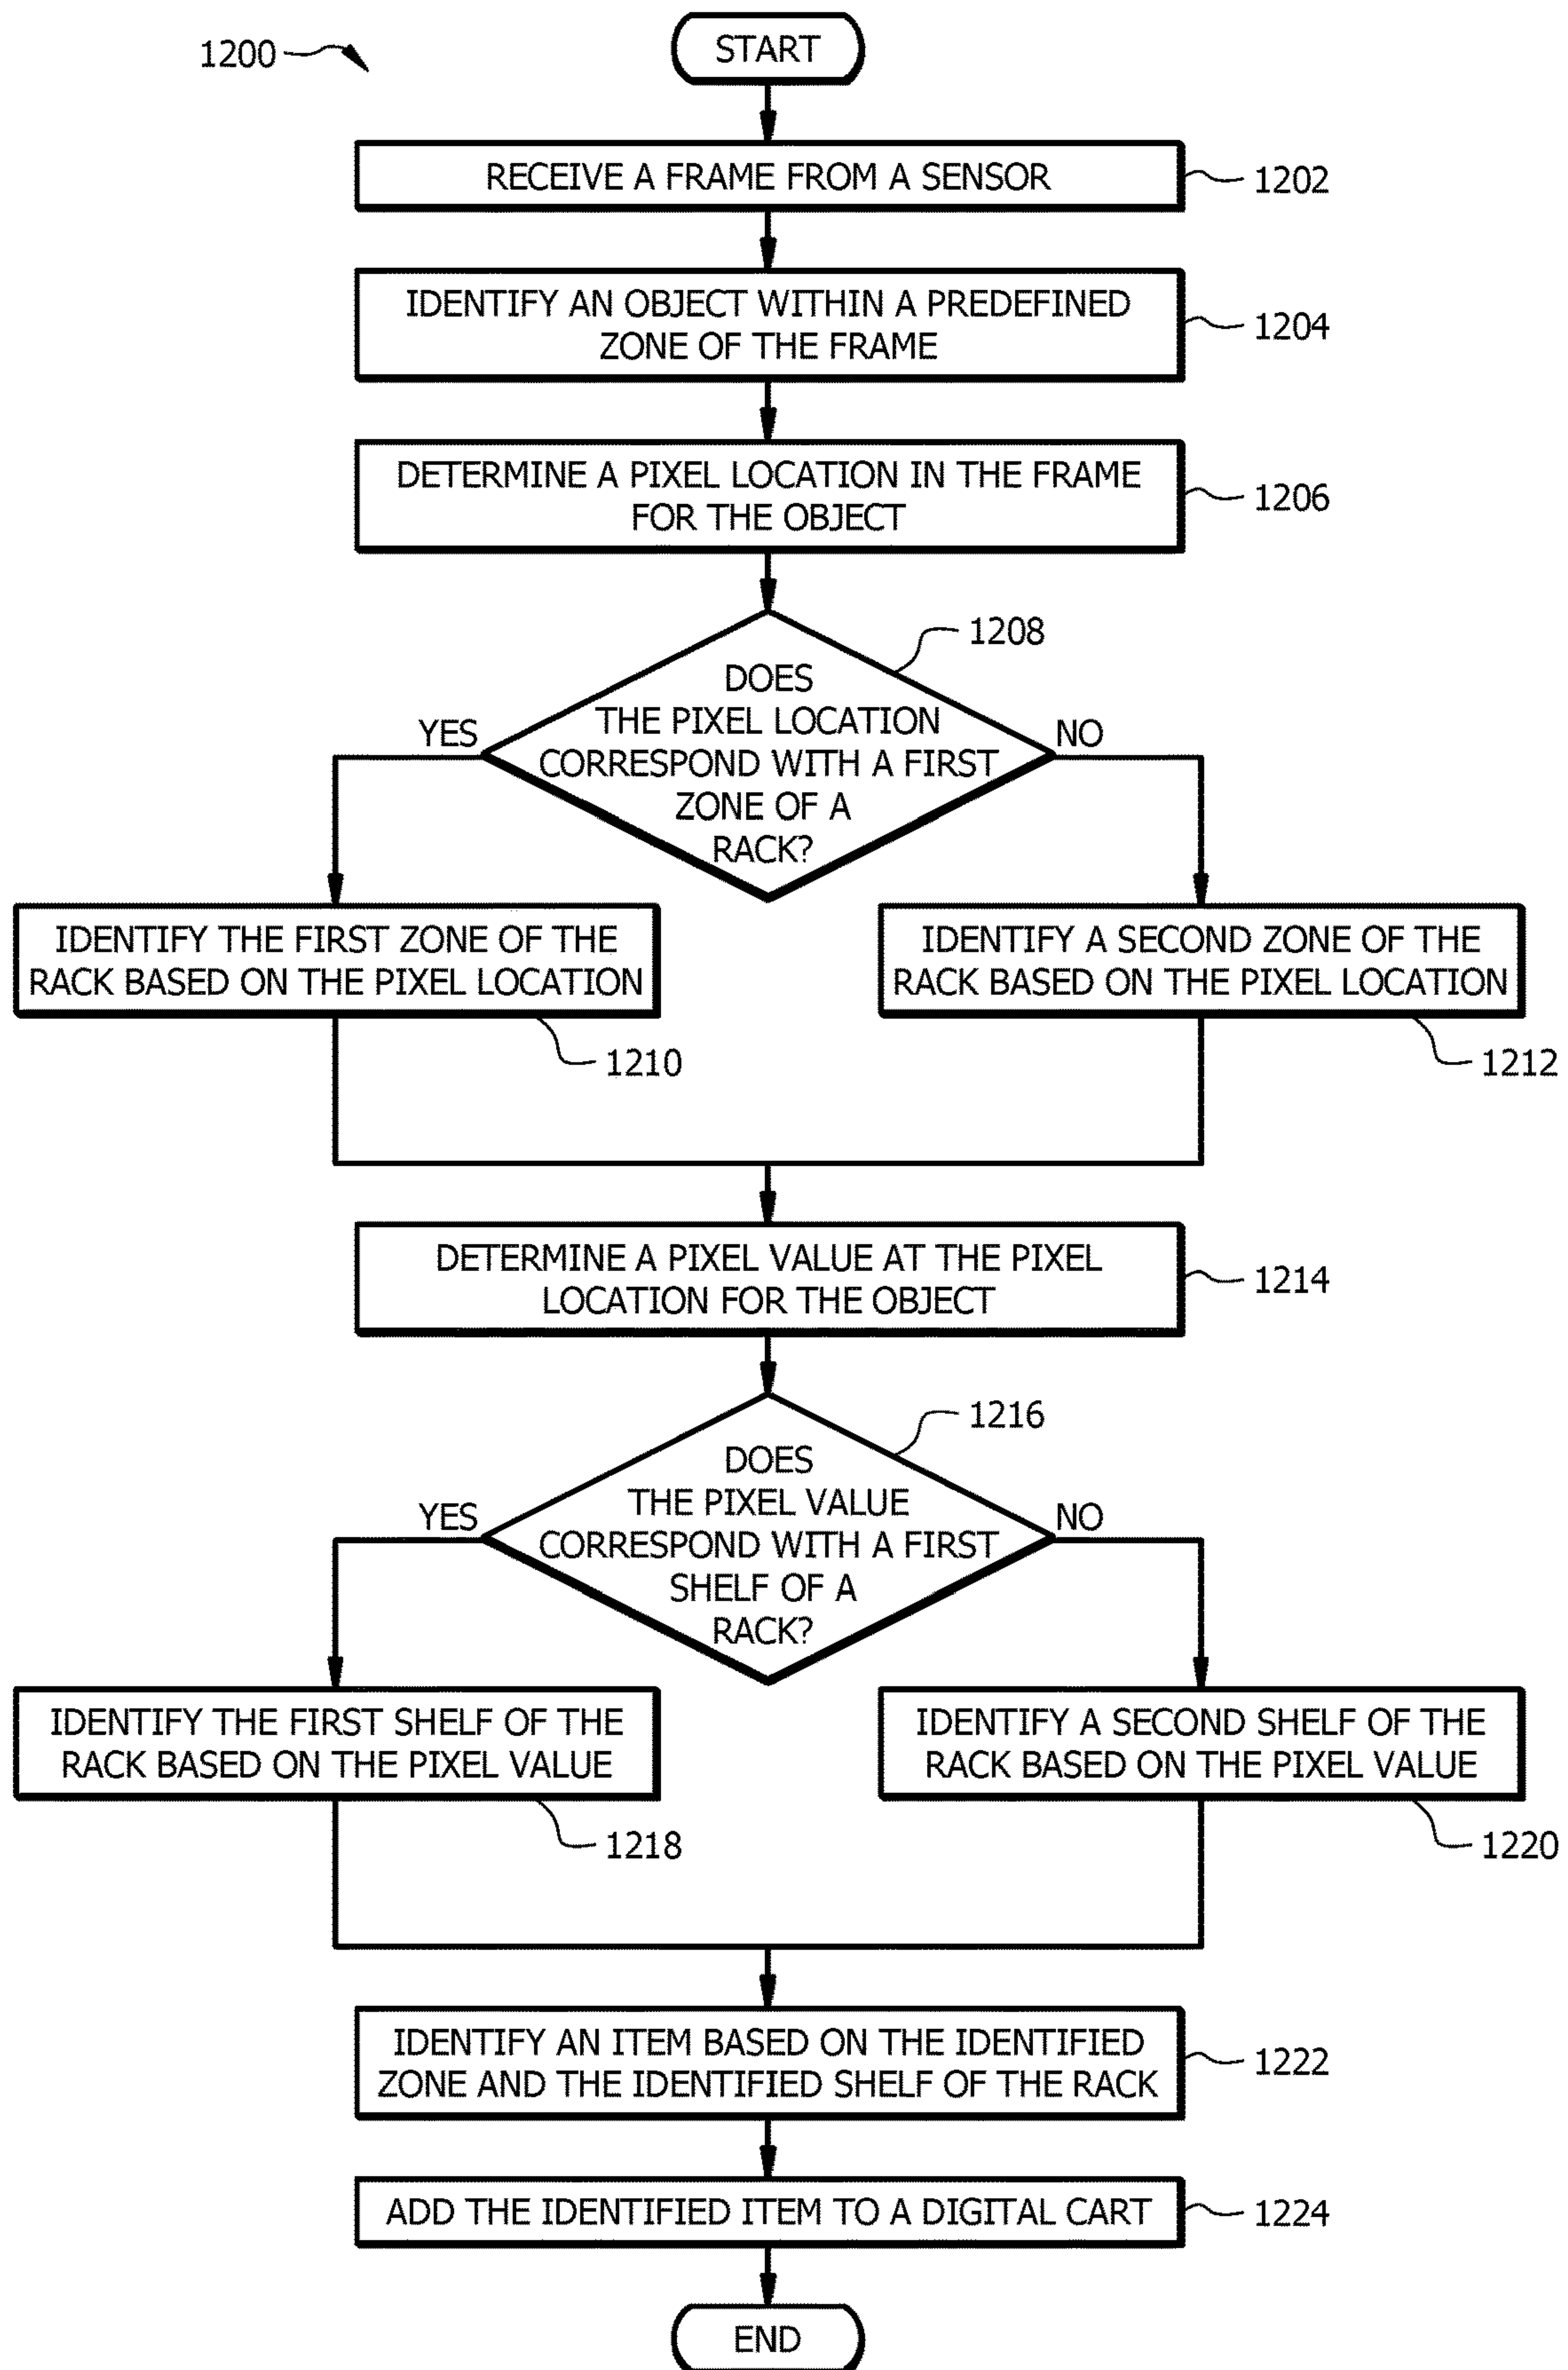 1200
START
RECEIVE A FRAME FROM A SENSOR
1202
IDENTIFY AN OBJECT WITHIN A PREDEFINED
ZONE OF THE FRAME
1204
DETERMINE A PIXEL LOCATION IN THE FRAME
FOR THE OBJECT
1206
1208
DOES
THE PIXEL LOCATION
CORRESPOND WITH A FIRST
ZONE OF A
RACK?
YES
NO
IDENTIFY THE FIRST ZONE OF THE
RACK BASED ON THE PIXEL LOCATION
1210
IDENTIFY A SECOND ZONE OF THE
RACK BASED ON THE PIXEL LOCATION
1212
DETERMINE A PIXEL VALUE AT THE PIXEL
LOCATION FOR THE OBJECT
1214
1216
DOES
THE PIXEL VALUE
CORRESPOND WITH A FIRST
SHELF OF A
RACK?
YES
NO
IDENTIFY THE FIRST SHELF OF THE
RACK BASED ON THE PIXEL VALUE
1218
IDENTIFY A SECOND SHELF OF THE
RACK BASED ON THE PIXEL VALUE
1220
IDENTIFY AN ITEM BASED ON THE IDENTIFIED
ZONE AND THE IDENTIFIED SHELF OF THE RACK
1222
ADD THE IDENTIFIED ITEM TO A DIGITAL CART
1224
END